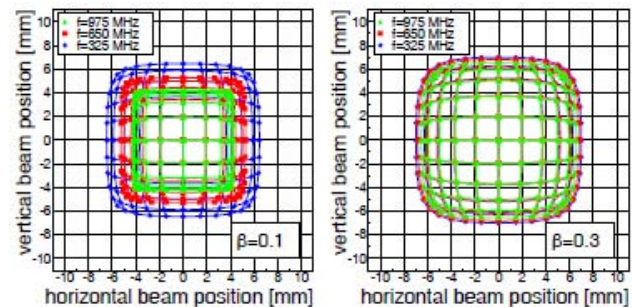 10
8
6
4
2
0
-2
-4
-6
-8
-10
vertical beam position [mm]
f=975 MHz
f=650 MHz
f=325 MHz
β=0.1
-10 -8 -6 -4 -2 0 2 4 6 8 10
horizontal beam position [mm]
10
8
6
4
2
0
-2
-4
-6
-8
-10
vertical beam position [mm]
f=975 MHz
f=650 MHz
f=325 MHz
β=0.3
-10 -8 -6 -4 -2 0 2 4 6 8 10
horizontal beam position [mm]